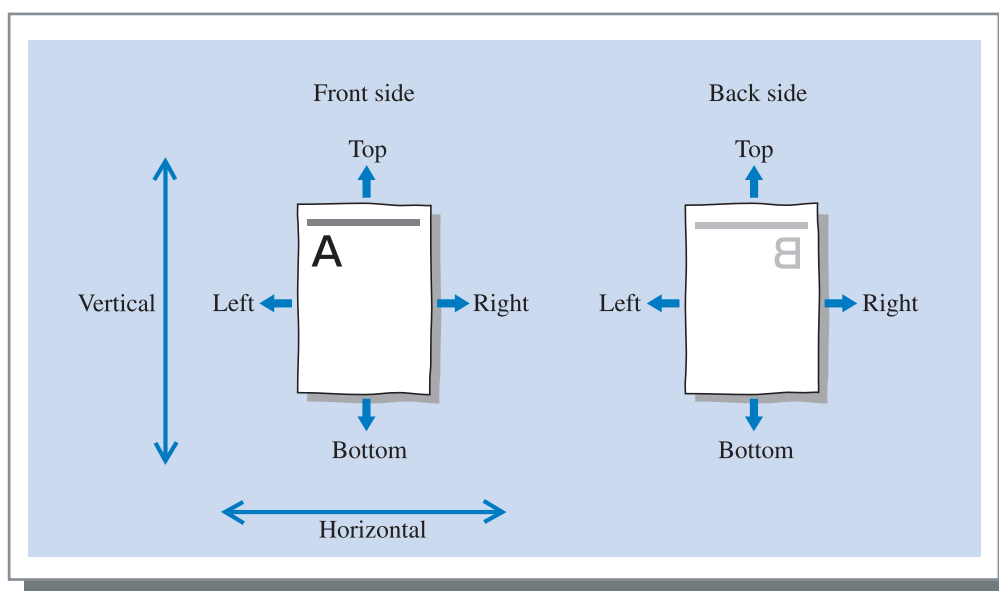 Front side
Back side
Top
Top
A
B
Vertical
Left
Right
Left
Right
Bottom
Bottom
Horizontal